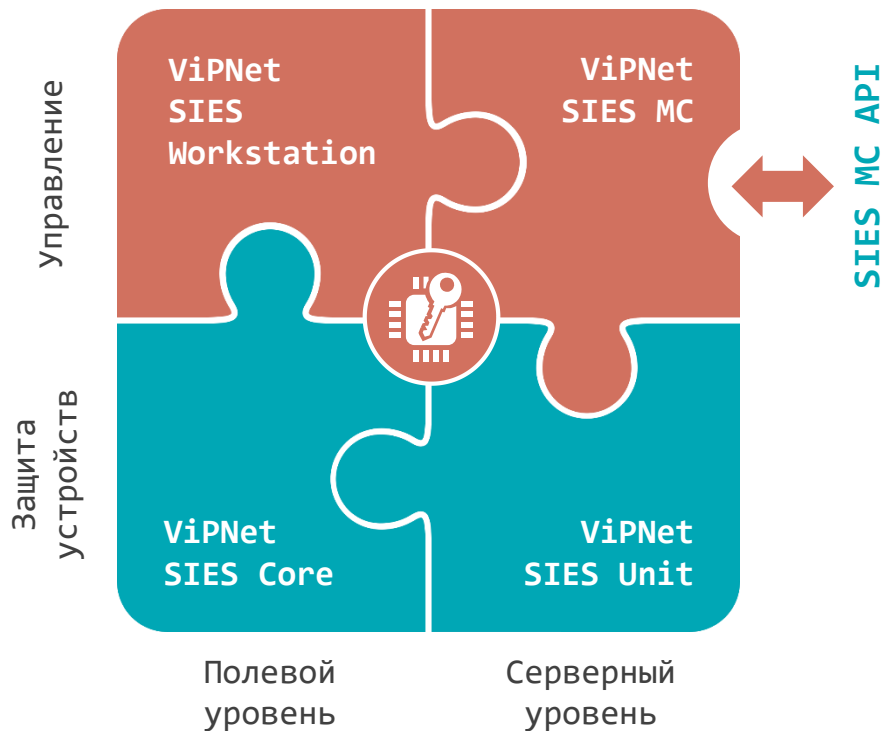 Управление
ViPNet
SIES
Workstation
ViPNet
SIES MC
SIES MC API
Защита
устройств
ViPNet
SIES Core
ViPNet
SIES Unit
Полевой
уровень
Серверный
уровень